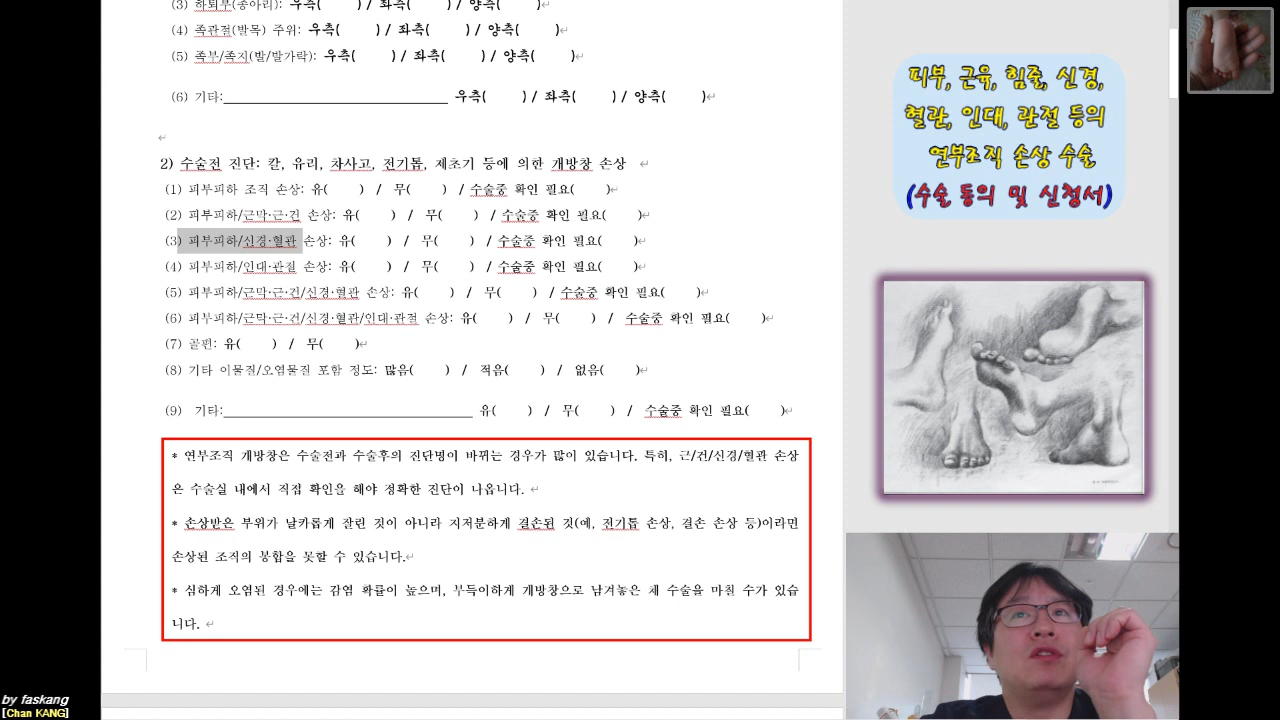 (3) 하퇴부(종아리): 우측( ) / 좌측( ) / 양측( )
(4) 족관절(발목) 주위: 우측( ) / 좌측( ) / 양측( )
(5) 족부/족지(발/발가락): 우측( ) / 좌측( ) / 양측( )
(6) 기타: 우측( ) / 좌측( ) / 양측( )
2) 수술전 진단: 칼, 유리, 차사고, 전기톱, 제초기 등에 의한 개방창 손상
(1) 피부피하 조직 손상: 유( ) / 무( ) / 수술중 확인 필요( )
(2) 피부피하/근막·근·건 손상: 유( ) / 무( ) / 수술중 확인 필요( )
(3) 피부피하/신경·혈관 손상: 유( ) / 무( ) / 수술중 확인 필요( )
(4) 피부피하/인대·관절 손상: 유( ) / 무( ) / 수술중 확인 필요( )
(5) 피부피하/근막·근·건/신경·혈관 손상: 유( ) / 무( ) / 수술중 확인 필요( )
(6) 피부피하/근막·근·건/신경·혈관/인대·관절 손상: 유( ) / 무( ) / 수술중 확인 필요( )
(7) 골편: 유( ) / 무( )
(8) 기타 이물질/오염물질 포함 정도: 많음( ) / 적음( ) / 없음( )
(9) 기타: 유( ) / 무( ) / 수술중 확인 필요( )
* 연부조직 개방창은 수술전과 수술후의 진단명이 바뀌는 경우가 많이 있습니다. 특히, 근/건/신경/혈관 손상
은 수술실 내에서 직접 확인을 해야 정확한 진단이 나옵니다.
* 손상받은 부위가 날카롭게 잘린 것이 아니라 지저분하게 결손된 것(예, 전기톱 손상, 결손 손상 등)이라면
손상된 조직의 봉합을 못할 수 있습니다.
* 심하게 오염된 경우에는 감염 확률이 높으며, 부득이하게 개방창으로 남겨놓은 채 수술을 마칠 수가 있습
니다.
피부, 근육, 힘줄, 신경,
혈관, 인대, 관절 등의
연부조직 손상 수술
(수술 동의 및 신청서)
by faskang
[Chan KANG]